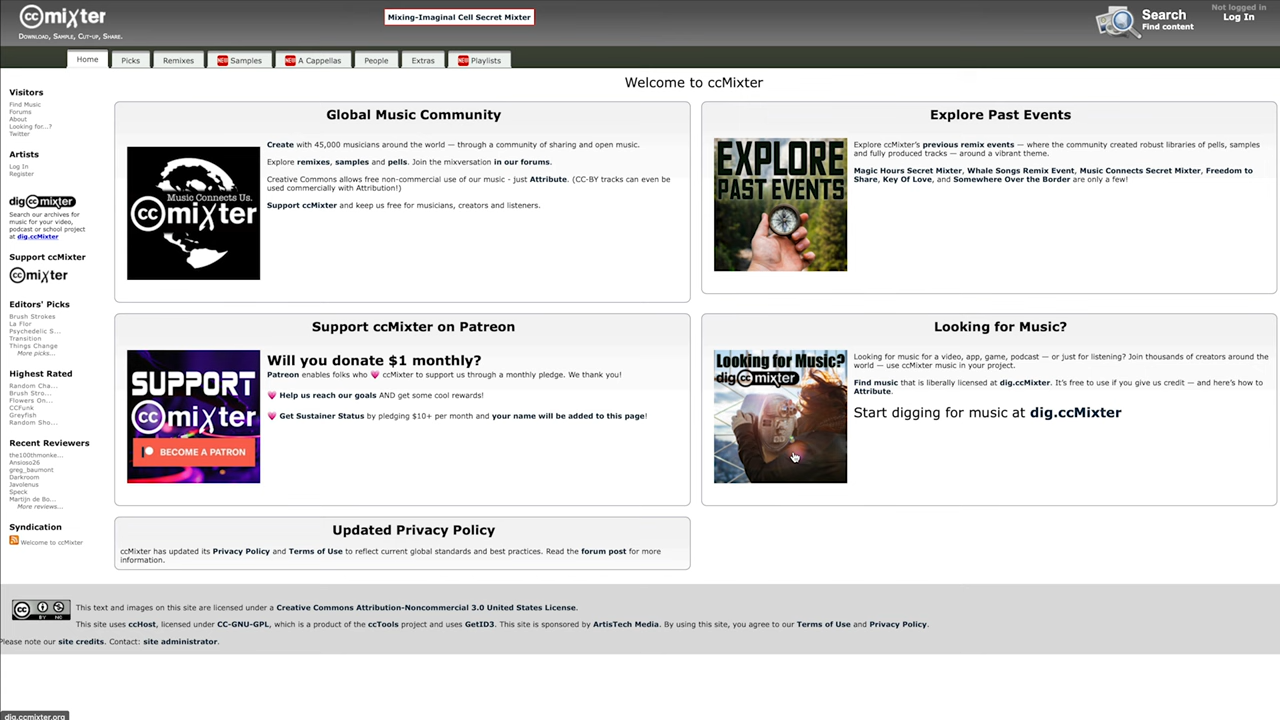 ccmixter
DOWNLOAD, SAMPLE, CUT-UP, SHARE.
Mixing-Imaginal Cell Secret Mixter
Search
Find content
Not logged in
Log In
Home
Picks
Remixes
NEW Samples
NEW A Cappellas
People
Extras
NEW Playlists
Visitors
Find Music
Forums
About
Looking for...?
Twitter
Artists
Log In
Register
dig ccmixter
Search our archives for
music for your video,
podcast or school project
at dig.ccMixter
Support ccMixter
ccmixter
Editors' Picks
Brush Strokes
La Flor
Psychedelic S...
Transition
Things Change
More picks...
Highest Rated
Random Cha...
Brush Stro...
Flowers On...
CCFunk
Greyfish
Random Sho...
Recent Reviewers
the100thmonke...
Ansioso26
greg_baumont
Darkroom
Javolenus
Speck
Martijn de Bo...
More reviews...
Syndication
Welcome to ccMixter
Welcome to ccMixter
Global Music Community
Music Connects Us.
ccmixter
Create with 45,000 musicians around the world — through a community of sharing and open music.
Explore remixes, samples and pells. Join the mixversation in our forums.
Creative Commons allows free non-commercial use of our music - just Attribute. (CC-BY tracks can even be
used commercially with Attribution!)
Support ccMixter and keep us free for musicians, creators and listeners.
Explore Past Events
EXPLORE
PAST EVENTS
Explore ccMixter's previous remix events — where the community created robust libraries of pells, samples
and fully produced tracks — around a vibrant theme.
Magic Hours Secret Mixter, Whale Songs Remix Event, Music Connects Secret Mixter, Freedom to
Share, Key Of Love, and Somewhere Over the Border are only a few!
Support ccMixter on Patreon
SUPPORT
ccmixter
BECOME A PATRON
Will you donate $1 monthly?
Patreon enables folks who 💗 ccMixter to support us through a monthly pledge. We thank you!
💗 Help us reach our goals AND get some cool rewards!
💗 Get Sustainer Status by pledging $10+ per month and your name will be added to this page!
Looking for Music?
Looking for Music?
dig ccmixter
Looking for music for a video, app, game, podcast — or just for listening? Join thousands of creators around the
world — use ccMixter music in your project.
Find music that is liberally licensed at dig.ccMixter. It's free to use if you give us credit — and here's how to
Attribute.
Start digging for music at dig.ccMixter
Updated Privacy Policy
ccMixter has updated its Privacy Policy and Terms of Use to reflect current global standards and best practices. Read the forum post for more
information.
cc BY NC
This text and images on this site are licensed under a Creative Commons Attribution-Noncommercial 3.0 United States License.
This site uses ccHost, licensed under CC-GNU-GPL, which is a product of the ccTools project and uses GetID3. This site is sponsored by ArtisTech Media. By using this site, you agree to our Terms of Use and Privacy Policy.
Please note our site credits. Contact: site administrator.
dig.ccmixter.org